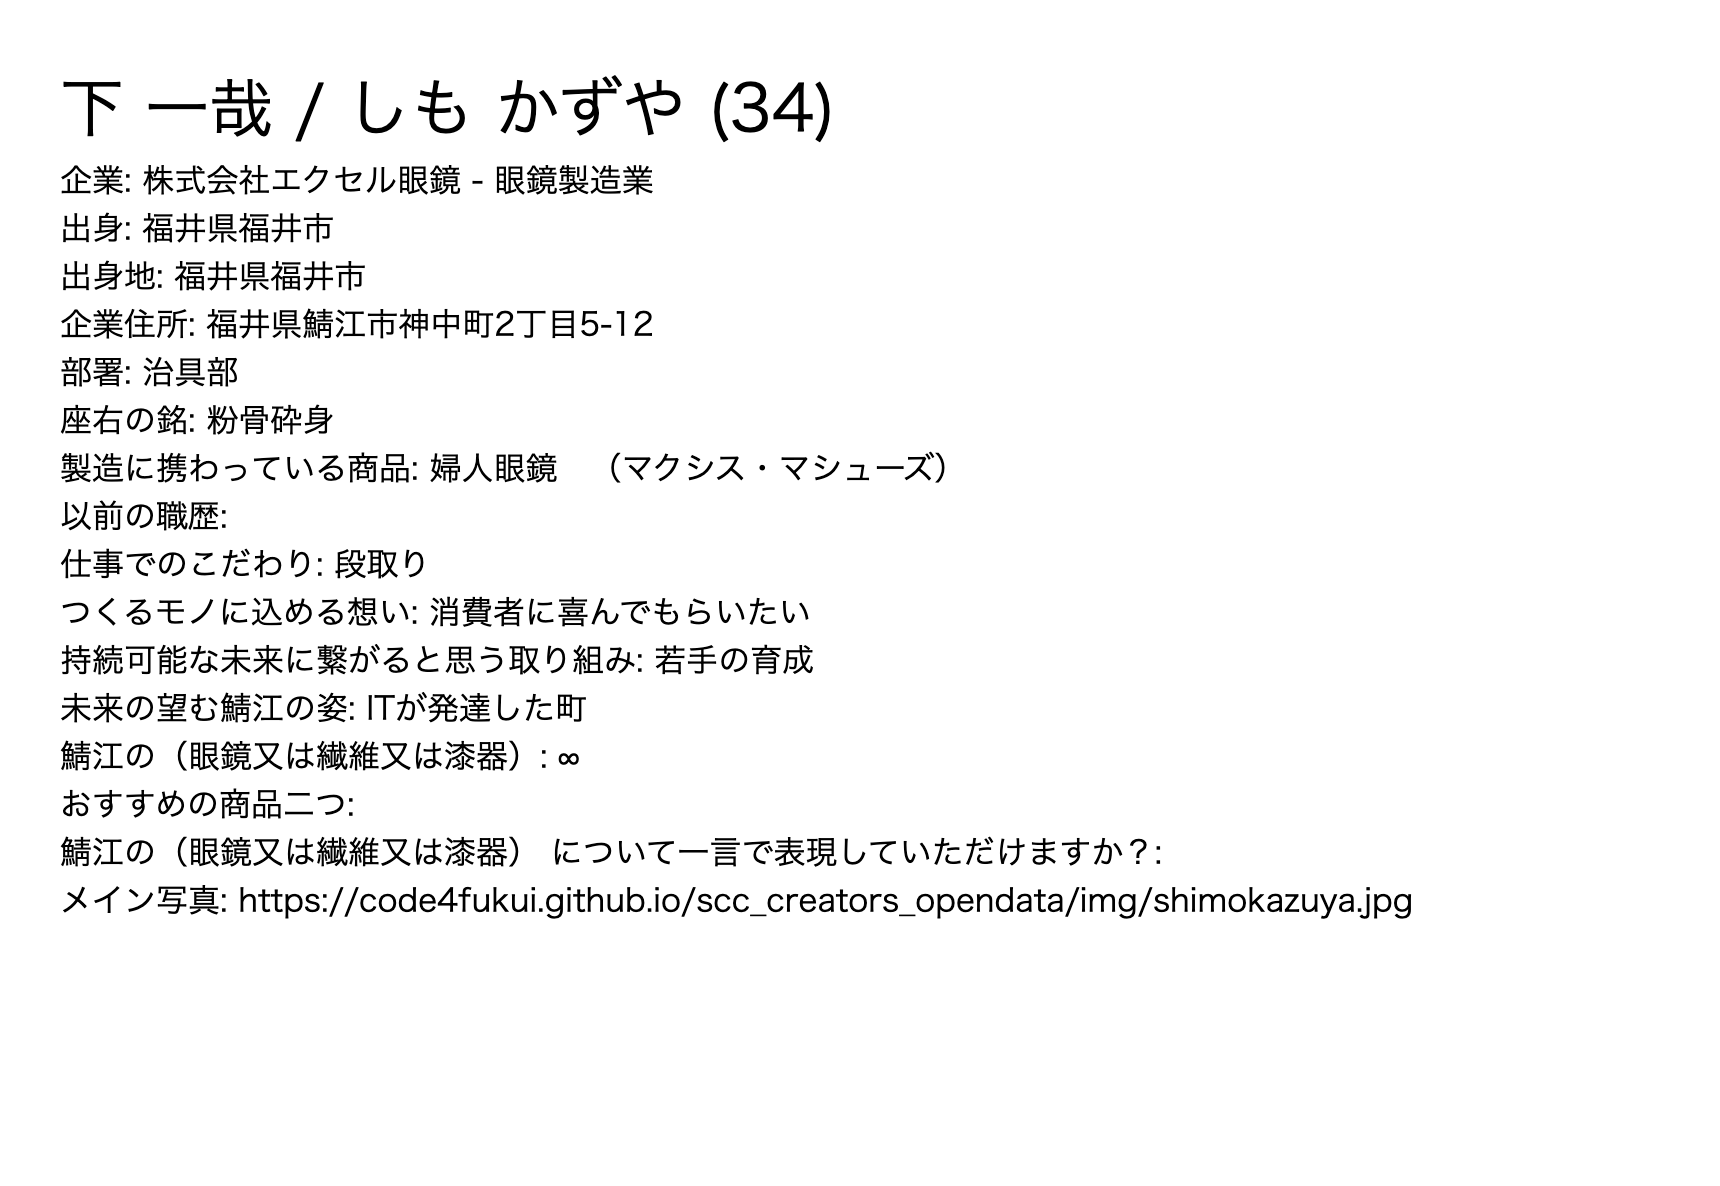 下 一哉 / しも かずや (34)
企業: 株式会社エクセル眼鏡 - 眼鏡製造業
出身: 福井県福井市
出身地: 福井県福井市
企業住所: 福井県鯖江市神中町2丁目5-12
部署: 治具部
座右の銘: 粉骨砕身
製造に携わっている商品: 婦人眼鏡　（マクシス・マシューズ）
以前の職歴:
仕事でのこだわり: 段取り
つくるモノに込める想い: 消費者に喜んでもらいたい
持続可能な未来に繋がると思う取り組み: 若手の育成
未来の望む鯖江の姿: ITが発達した町
鯖江の（眼鏡又は繊維又は漆器）: ∞
おすすめの商品二つ:
鯖江の（眼鏡又は繊維又は漆器） について一言で表現していただけますか？:
メイン写真: https://code4fukui.github.io/scc_creators_opendata/img/shimokazuya.jpg